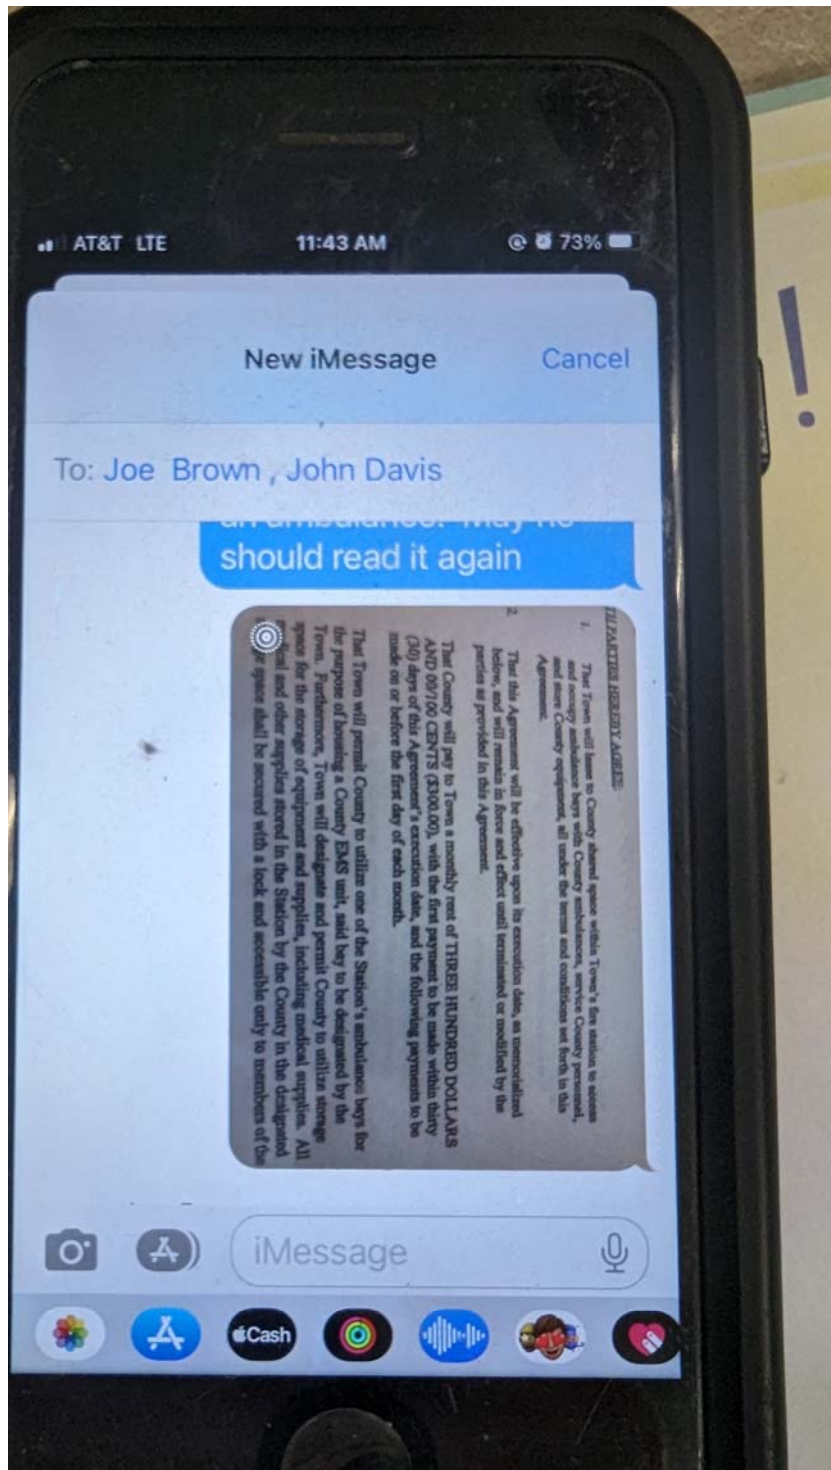 AT&T LTE 11:43 AM 73%
New iMessage Cancel
To: Joe Brown , John Davis
should read it again
PARTIES HEREBY AGREE:
1. That Town will lease to County shared space within Town's fire station to access
and occupy ambulance bays with County ambulances, service County personnel,
and store County equipment, all under the terms and conditions set forth in this
Agreement.
2. That this Agreement will be effective upon its execution date, as memorialized
below, and will remain in force and effect until terminated or modified by the
parties as provided in this Agreement.
That County will pay to Town a monthly rent of THREE HUNDRED DOLLARS
AND 00/100 CENTS ($300.00), with the first payment to be made within thirty
(30) days of this Agreement's execution date, and the following payments to be
made on or before the first day of each month.
That Town will permit County to utilize one of the Station's ambulance bays for
the purpose of housing a County EMS unit, said bay to be designated by the
Town. Furthermore, Town will designate and permit County to utilize storage
space for the storage of equipment and supplies, including medical supplies. All
and other supplies stored in the Station by the County in the designated
space shall be secured with a lock and accessible only to members of the
iMessage
Cash
!